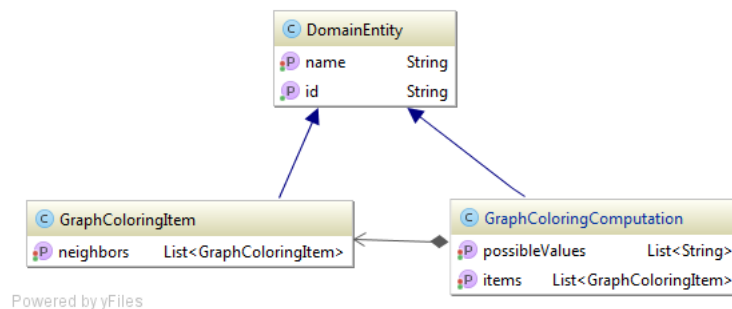 C DomainEntity
P name String
P id String
C GraphColoringItem
P neighbors List<GraphColoringItem>
C GraphColoringComputation
P possibleValues List<String>
P items List<GraphColoringItem>
Powered by yFiles